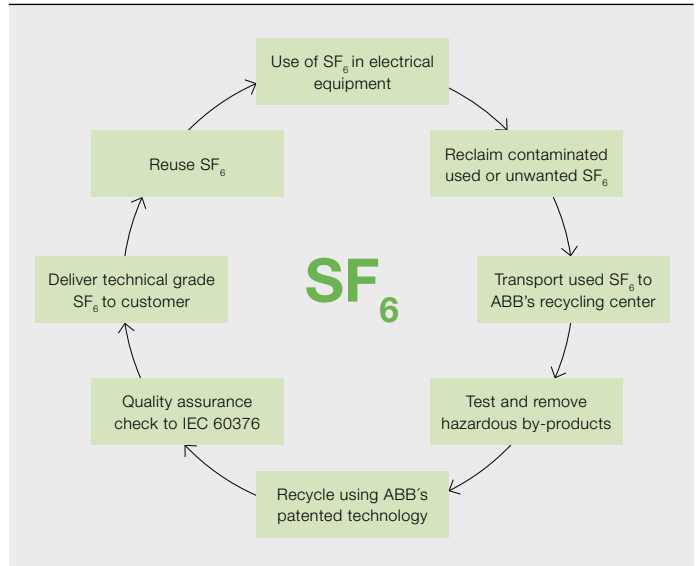 Use of SF₆ in electrical
equipment
Reclaim contaminated
used or unwanted SF₆
Transport used SF₆ to
ABB's recycling center
Test and remove
hazardous by-products
Recycle using ABB´s
patented technology
Quality assurance
check to IEC 60376
Deliver technical grade
SF₆ to customer
Reuse SF₆
SF₆